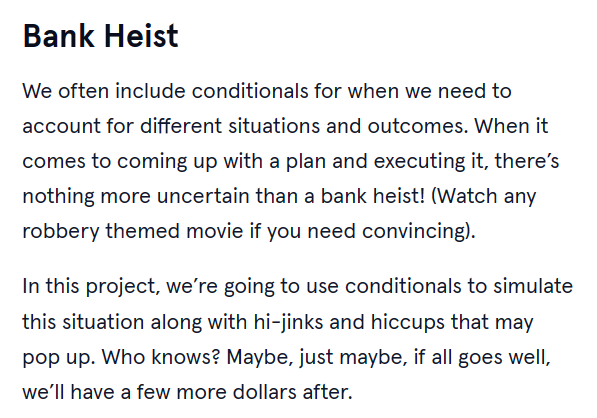 Bank Heist
We often include conditionals for when we need to
account for different situations and outcomes. When it
comes to coming up with a plan and executing it, there’s
nothing more uncertain than a bank heist! (Watch any
robbery themed movie if you need convincing).
In this project, we’re going to use conditionals to simulate
this situation along with hi-jinks and hiccups that may
pop up. Who knows? Maybe, just maybe, if all goes well,
we’ll have a few more dollars after.